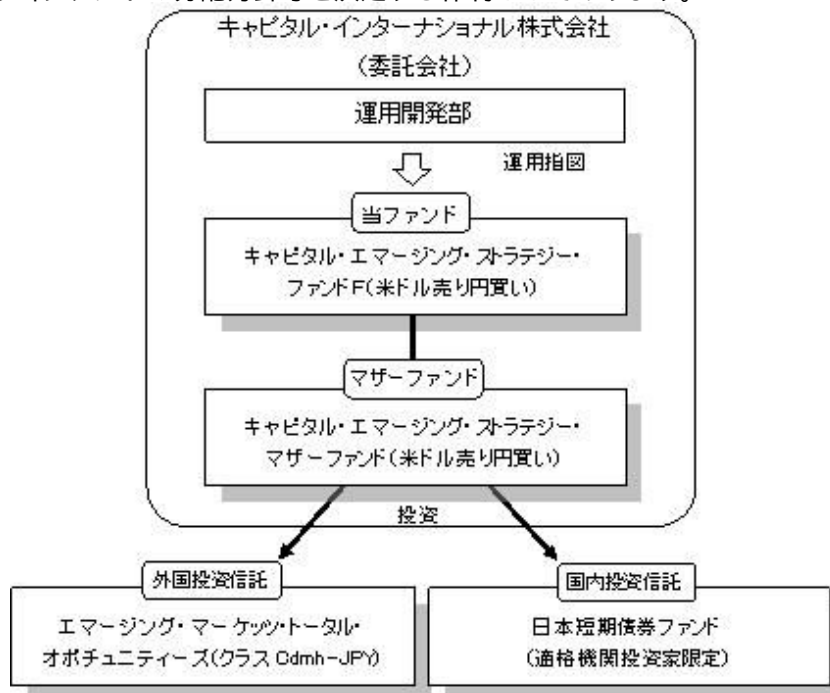 キャピタル・インターナショナル株式会社
(委託会社)
運用開発部
運用指図
当ファンド
キャピタル・エマージング・ストラテジー・
ファンドF(米ドル売り円買い)
マザーファンド
キャピタル・エマージング・ストラテジー・
マザーファンド(米ドル売り円買い)
投資
外国投資信託
エマージング・マーケッツ・トータル・
オポチュニティーズ(クラス Cdmh-JPY)
国内投資信託
日本短期債券ファンド
(適格機関投資家限定)